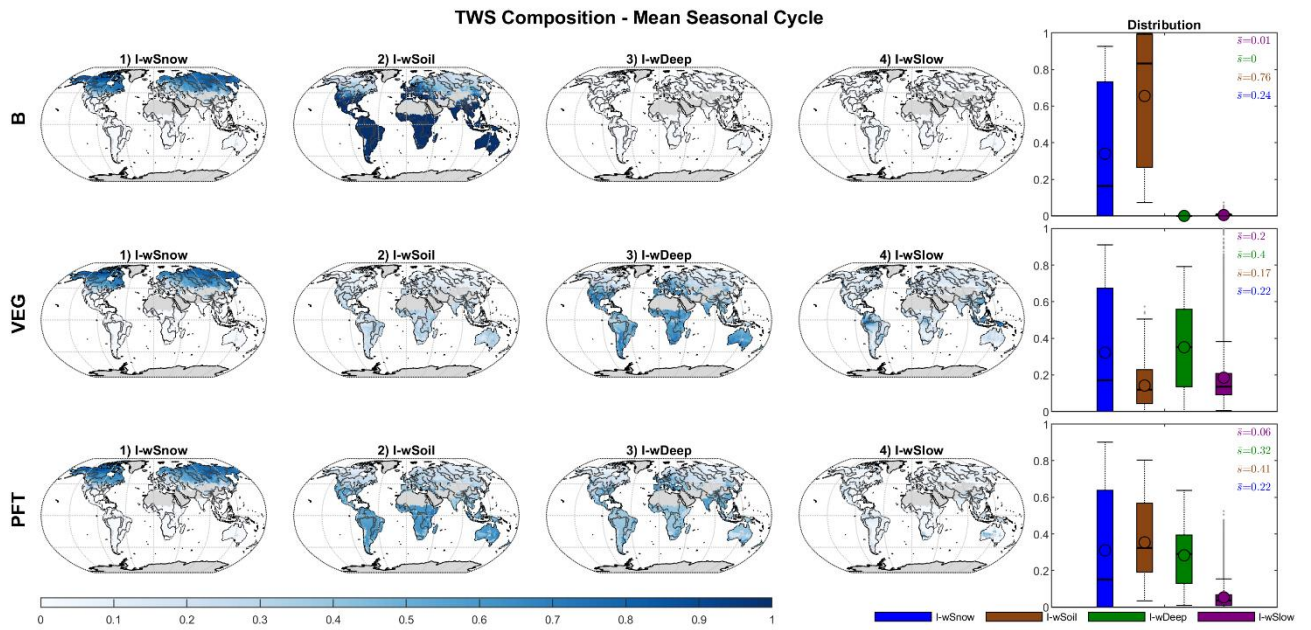 TWS Composition - Mean Seasonal Cycle
Distribution
B
1) I-wSnow
2) I-wSoil
3) I-wDeep
4) I-wSlow
1
0.8
0.6
0.4
0.2
0
s̄=0.01
s̄=0
s̄=0.76
s̄=0.24
VEG
1) I-wSnow
2) I-wSoil
3) I-wDeep
4) I-wSlow
1
0.8
0.6
0.4
0.2
0
s̄=0.2
s̄=0.4
s̄=0.17
s̄=0.22
PFT
1) I-wSnow
2) I-wSoil
3) I-wDeep
4) I-wSlow
1
0.8
0.6
0.4
0.2
0
s̄=0.06
s̄=0.32
s̄=0.41
s̄=0.22
0 0.1 0.2 0.3 0.4 0.5 0.6 0.7 0.8 0.9 1
I-wSnow I-wSoil I-wDeep I-wSlow